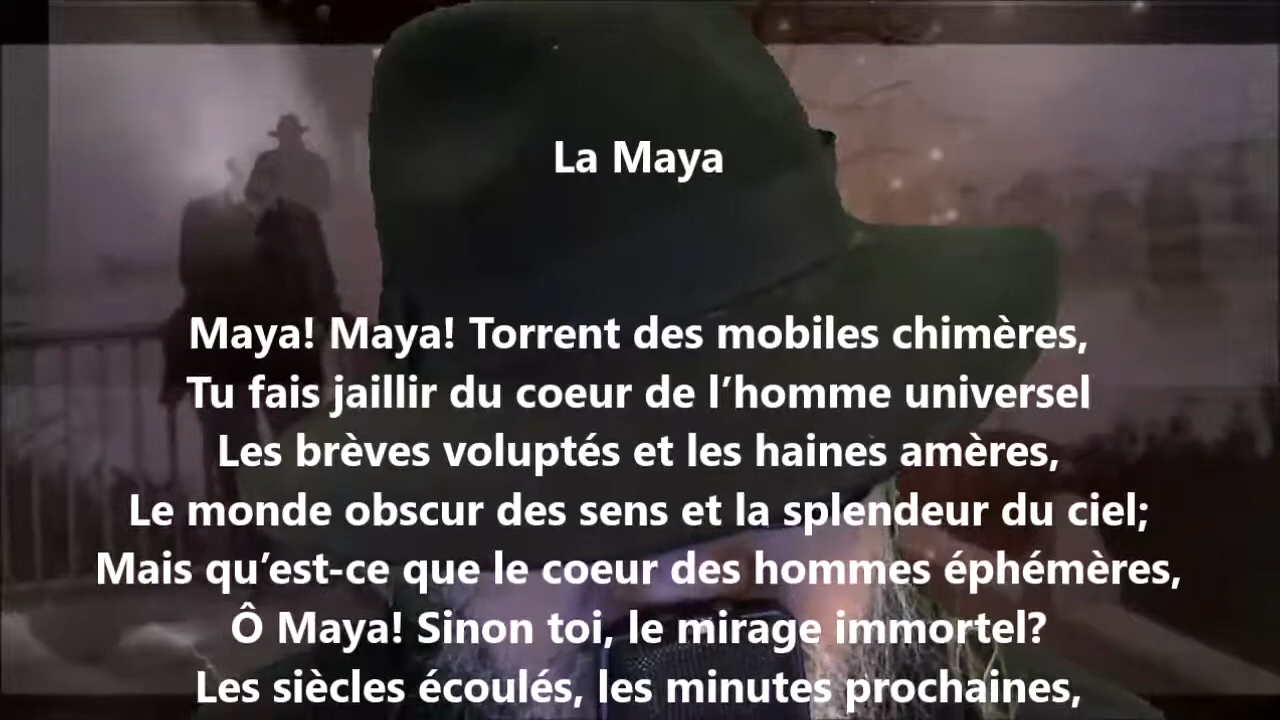 La Maya
Maya! Maya! Torrent des mobiles chimères,
Tu fais jaillir du coeur de l’homme universel
Les brèves voluptés et les haines amères,
Le monde obscur des sens et la splendeur du ciel;
Mais qu’est-ce que le coeur des hommes éphémères,
Ô Maya! Sinon toi, le mirage immortel?
Les siècles écoulés, les minutes prochaines,